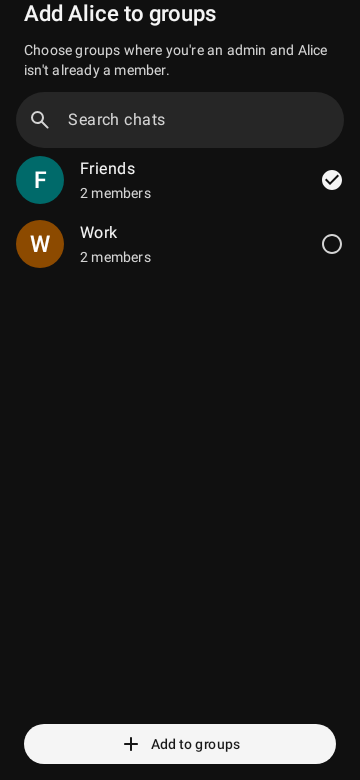 Add Alice to groups
Choose groups where you're an admin and Alice
isn't already a member.
Search chats
F
Friends
2 members
W
Work
2 members
Add to groups